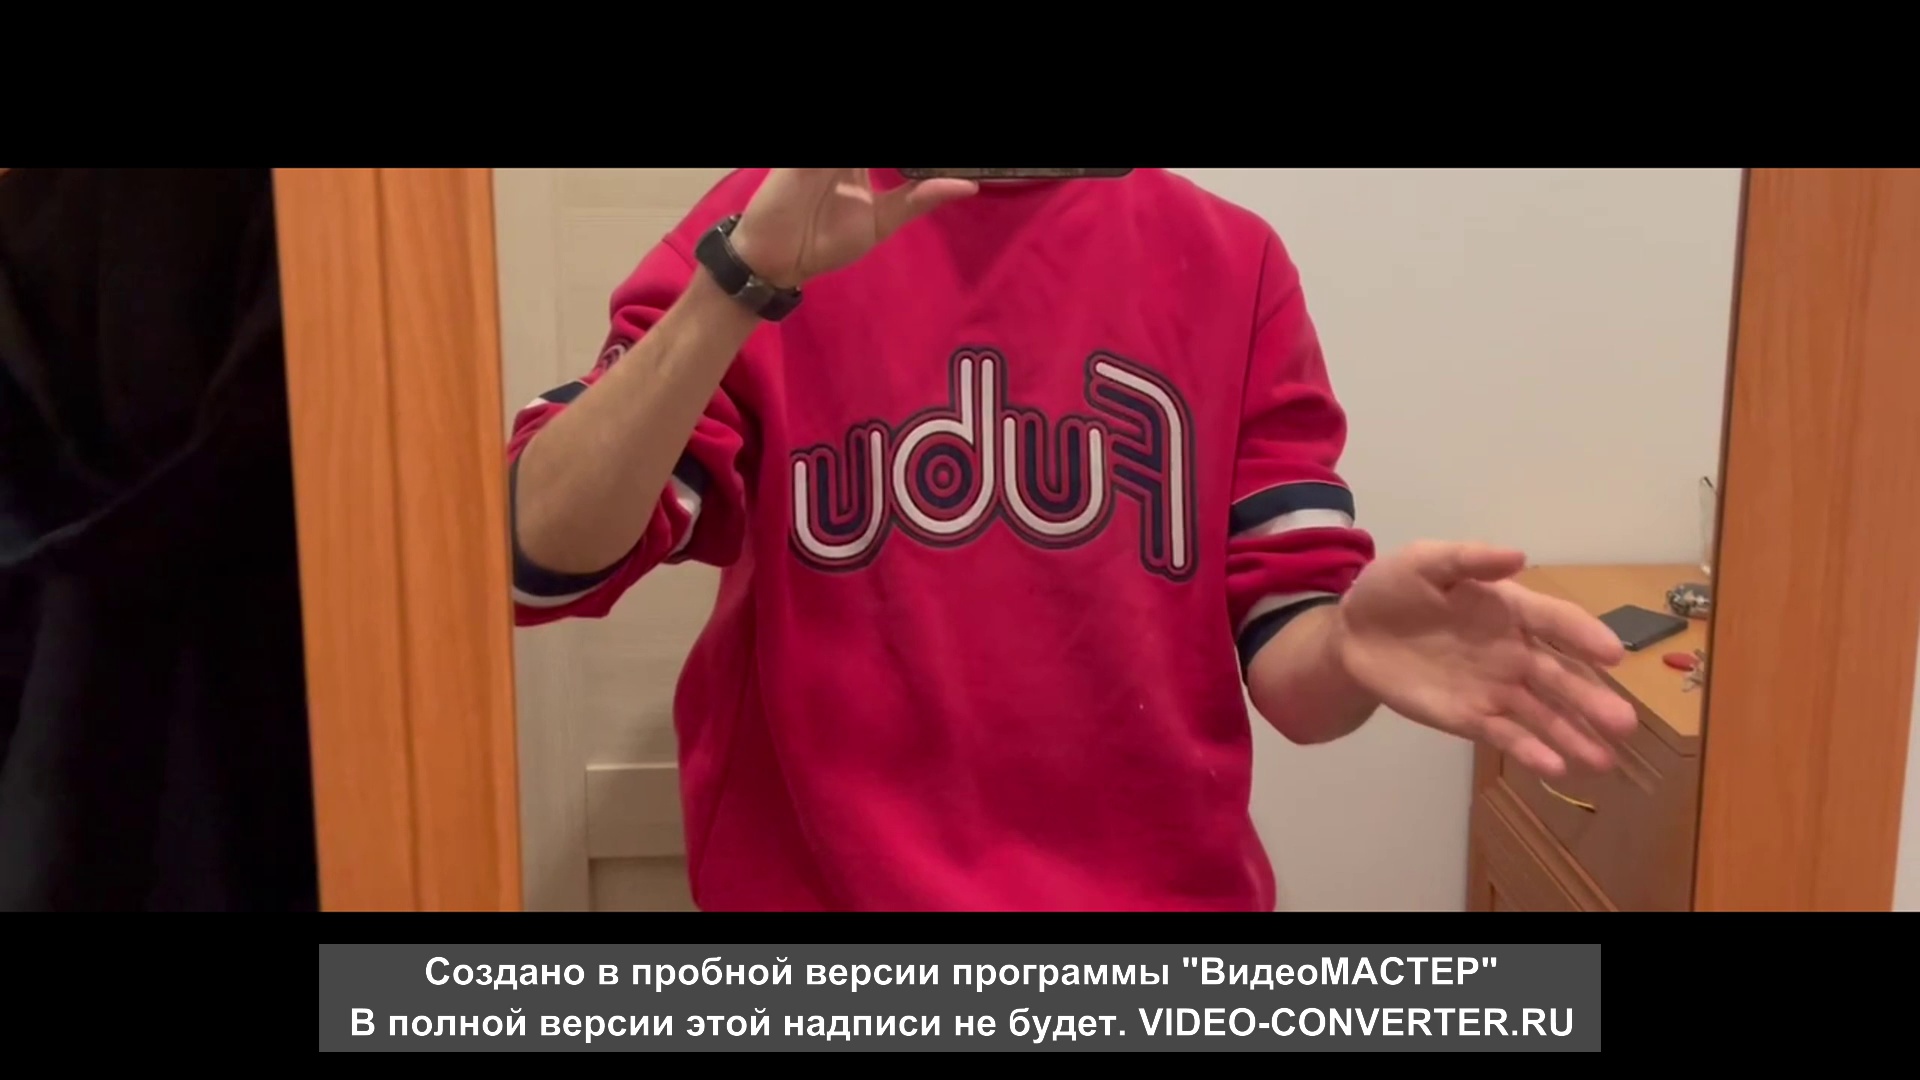 Fubu
Создано в пробной версии программы "ВидеоМАСТЕР"
В полной версии этой надписи не будет. VIDEO-CONVERTER.RU